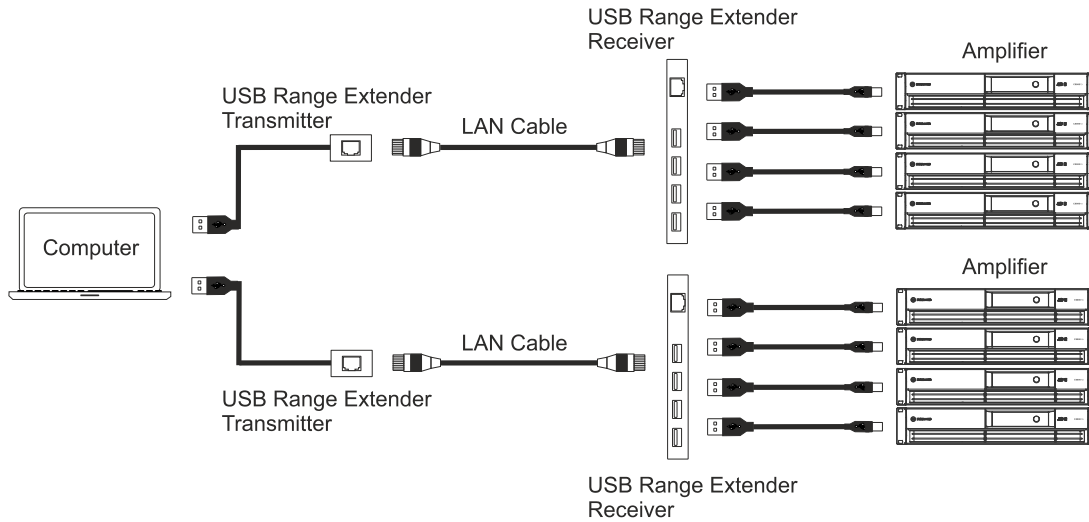 USB Range Extender
Receiver
Amplifier
USB Range Extender
Transmitter
LAN Cable
Computer
Amplifier
LAN Cable
USB Range Extender
Transmitter
USB Range Extender
Receiver